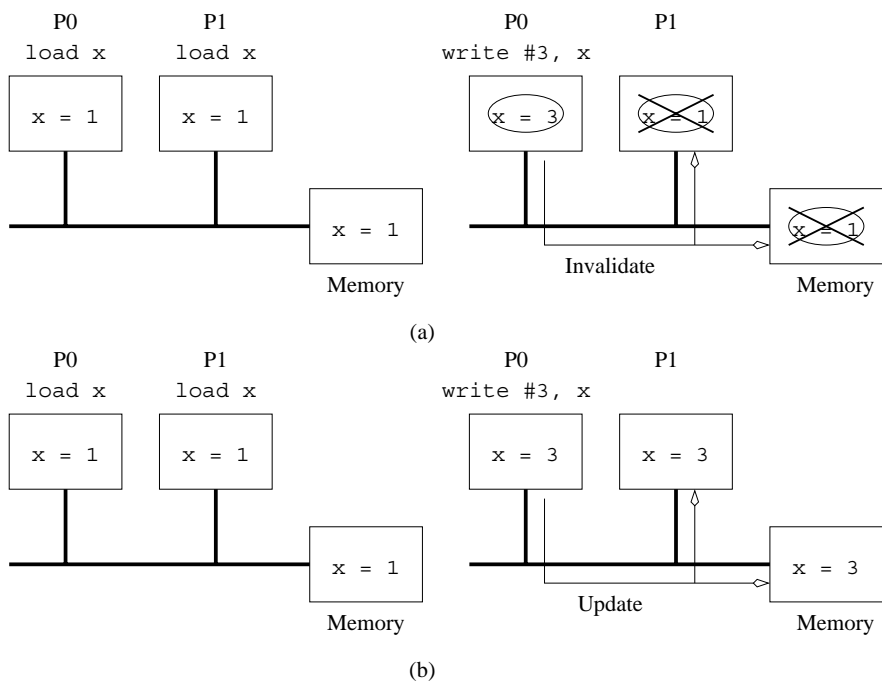 P0 P1 P0 P1
load x load x write #3, x
x = 1 x = 1 x = 3 x = 1
x = 1 x = 1
Invalidate
Memory Memory
(a)
P0 P1 P0 P1
load x load x write #3, x
x = 1 x = 1 x = 3 x = 3
x = 1 x = 3
Update
Memory Memory
(b)